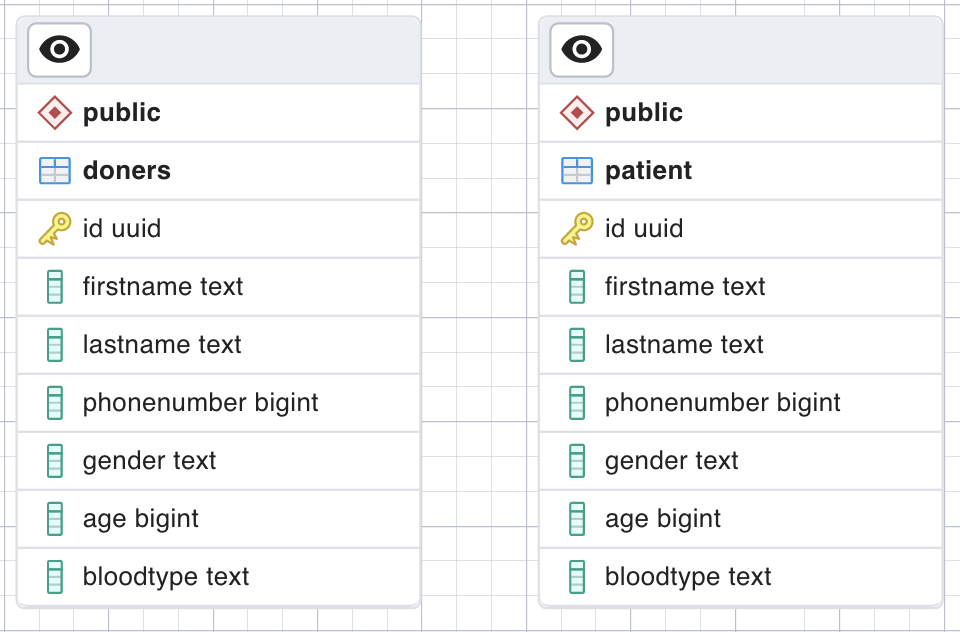 public
doners
id uuid
firstname text
lastname text
phonenumber bigint
gender text
age bigint
bloodtype text
public
patient
id uuid
firstname text
lastname text
phonenumber bigint
gender text
age bigint
bloodtype text